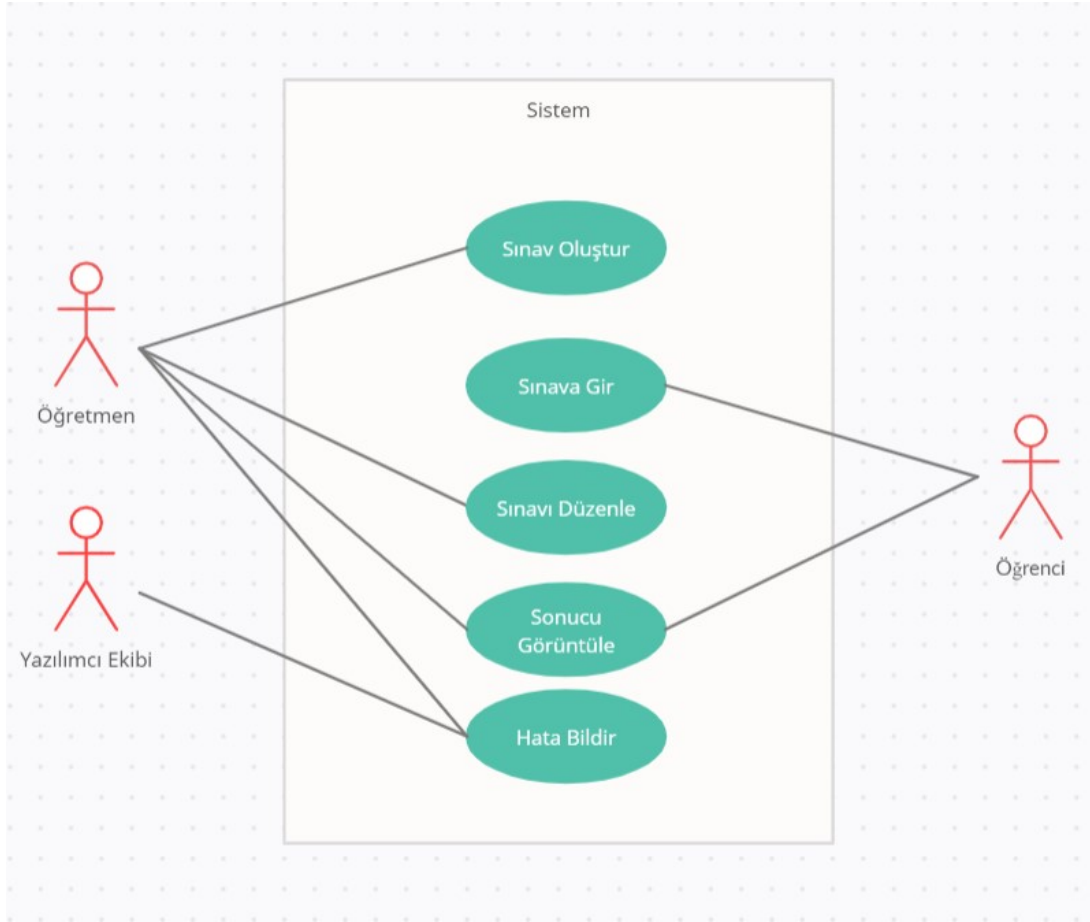 Sistem
Sınav Oluştur
Sınava Gir
Öğretmen
Sınavı Düzenle
Öğrenci
Sonucu
Görüntüle
Yazılımcı Ekibi
Hata Bildir